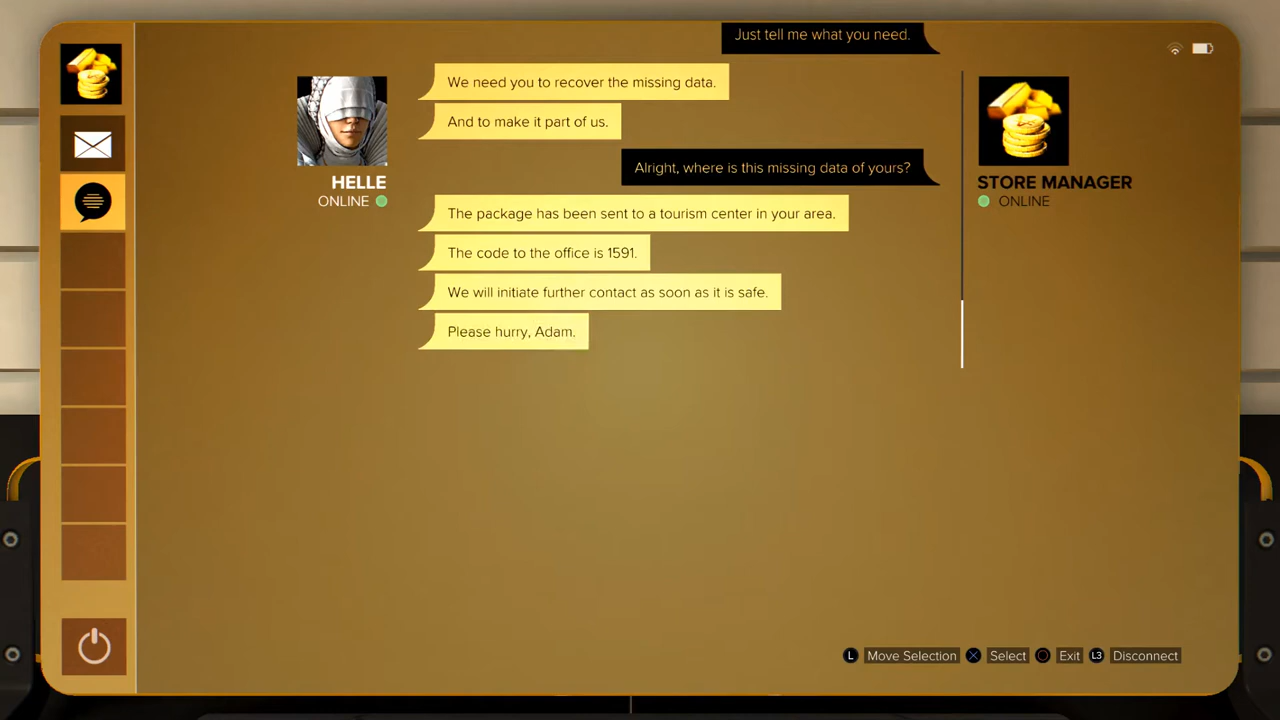 Just tell me what you need.
We need you to recover the missing data.
And to make it part of us.
Alright, where is this missing data of yours?
HELLE
ONLINE
STORE MANAGER
ONLINE
The package has been sent to a tourism center in your area.
The code to the office is 1591.
We will initiate further contact as soon as it is safe.
Please hurry, Adam.
L Move Selection Select Exit L3 Disconnect